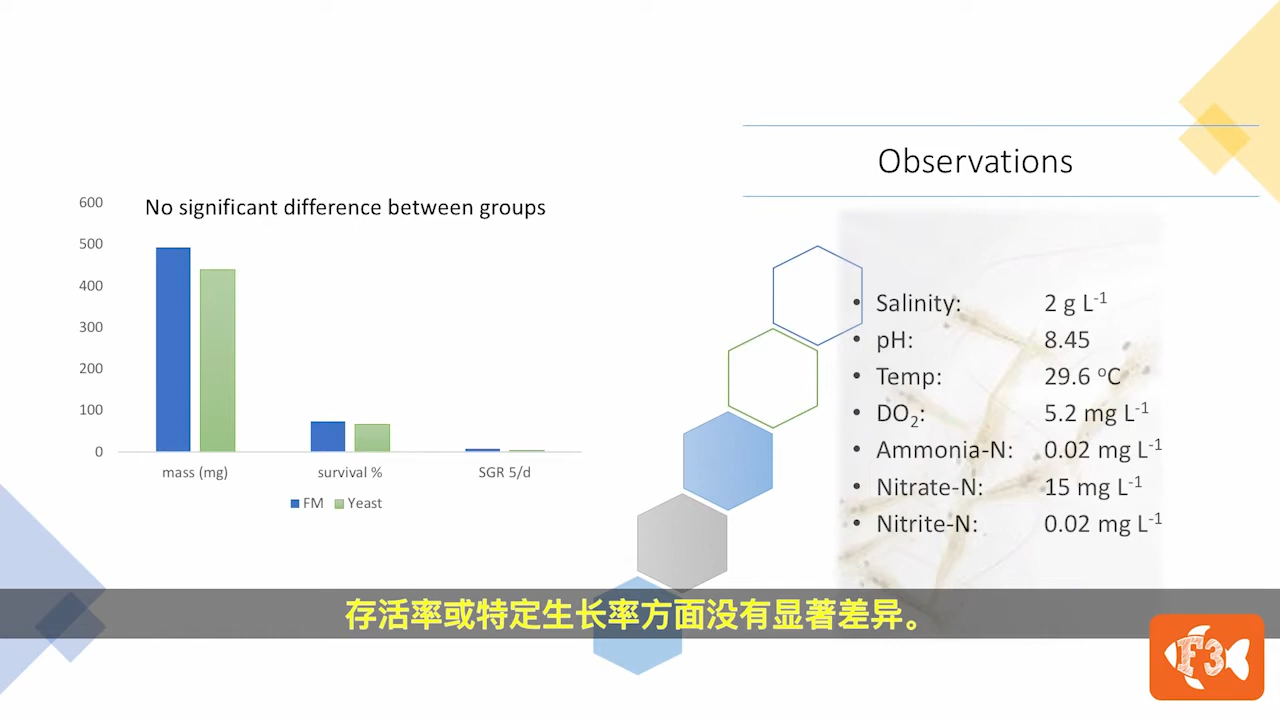 No significant difference between groups
600
500
400
300
200
100
0
mass (mg)
survival %
SGR 5/d
FM
Yeast
Observations
• Salinity: 2 g L-1
• pH: 8.45
• Temp: 29.6 oC
• DO2: 5.2 mg L-1
• Ammonia-N: 0.02 mg L-1
• Nitrate-N: 15 mg L-1
• Nitrite-N: 0.02 mg L-1
存活率或特定生长率方面没有显著差异。
F3